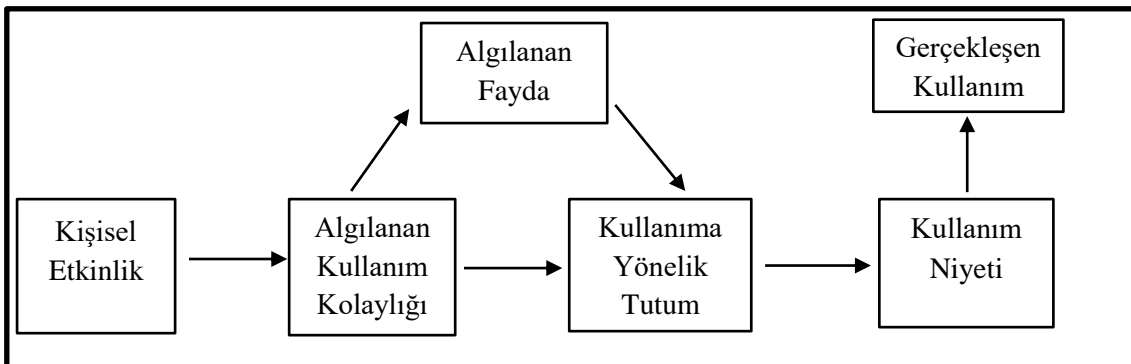 Algılanan
Fayda
Gerçekleşen
Kullanım
Kişisel
Etkinlik
Algılanan
Kullanım
Kolaylığı
Kullanıma
Yönelik
Tutum
Kullanım
Niyeti